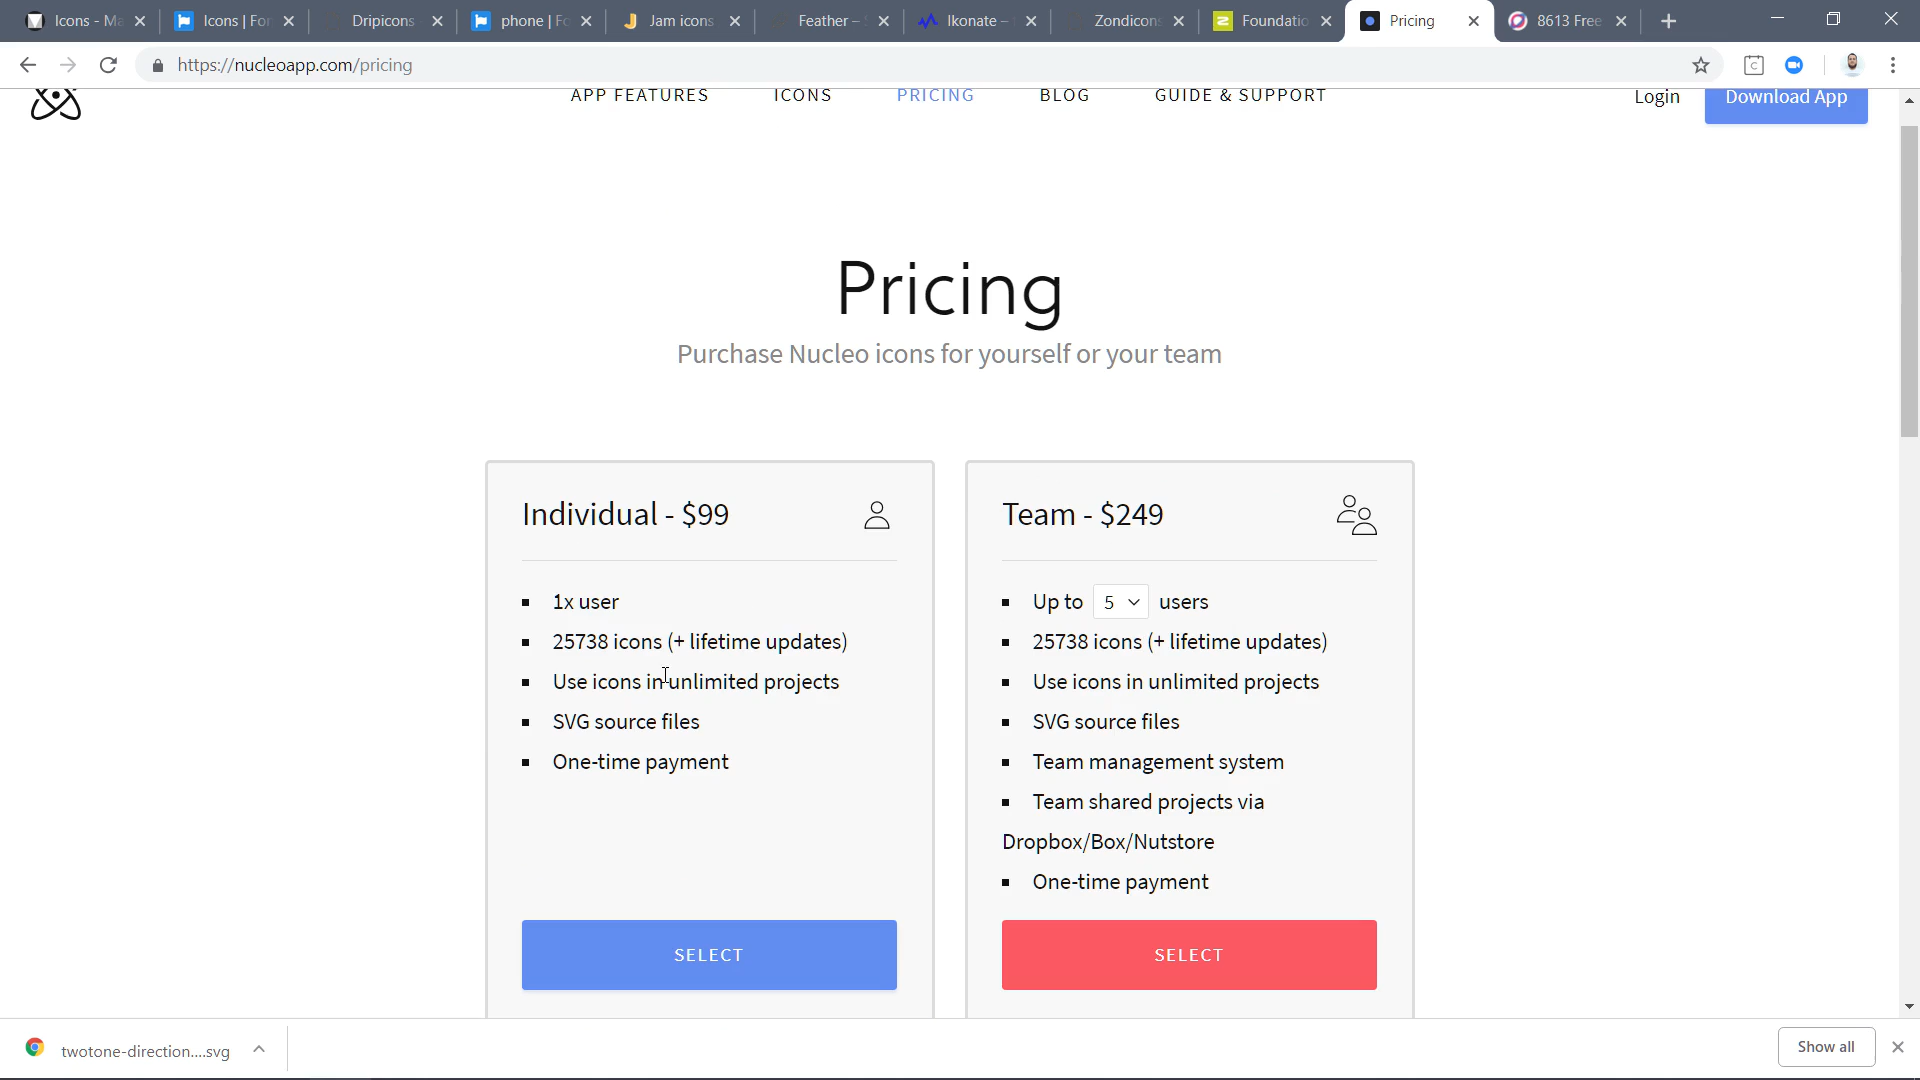 Icons - Ma
Icons | For
Dripicons
phone | Fo
Jam icons
Feather –
Ikonate –
Zondicons
Foundatio
Pricing
8613 Free
https://nucleoapp.com/pricing
APP FEATURES
ICONS
PRICING
BLOG
GUIDE & SUPPORT
Login
Download App
Pricing
Purchase Nucleo icons for yourself or your team
Individual - $99
1x user
25738 icons (+ lifetime updates)
Use icons in unlimited projects
SVG source files
One-time payment
SELECT
Team - $249
Up to 5 users
25738 icons (+ lifetime updates)
Use icons in unlimited projects
SVG source files
Team management system
Team shared projects via
Dropbox/Box/Nutstore
One-time payment
SELECT
twotone-direction....svg
Show all